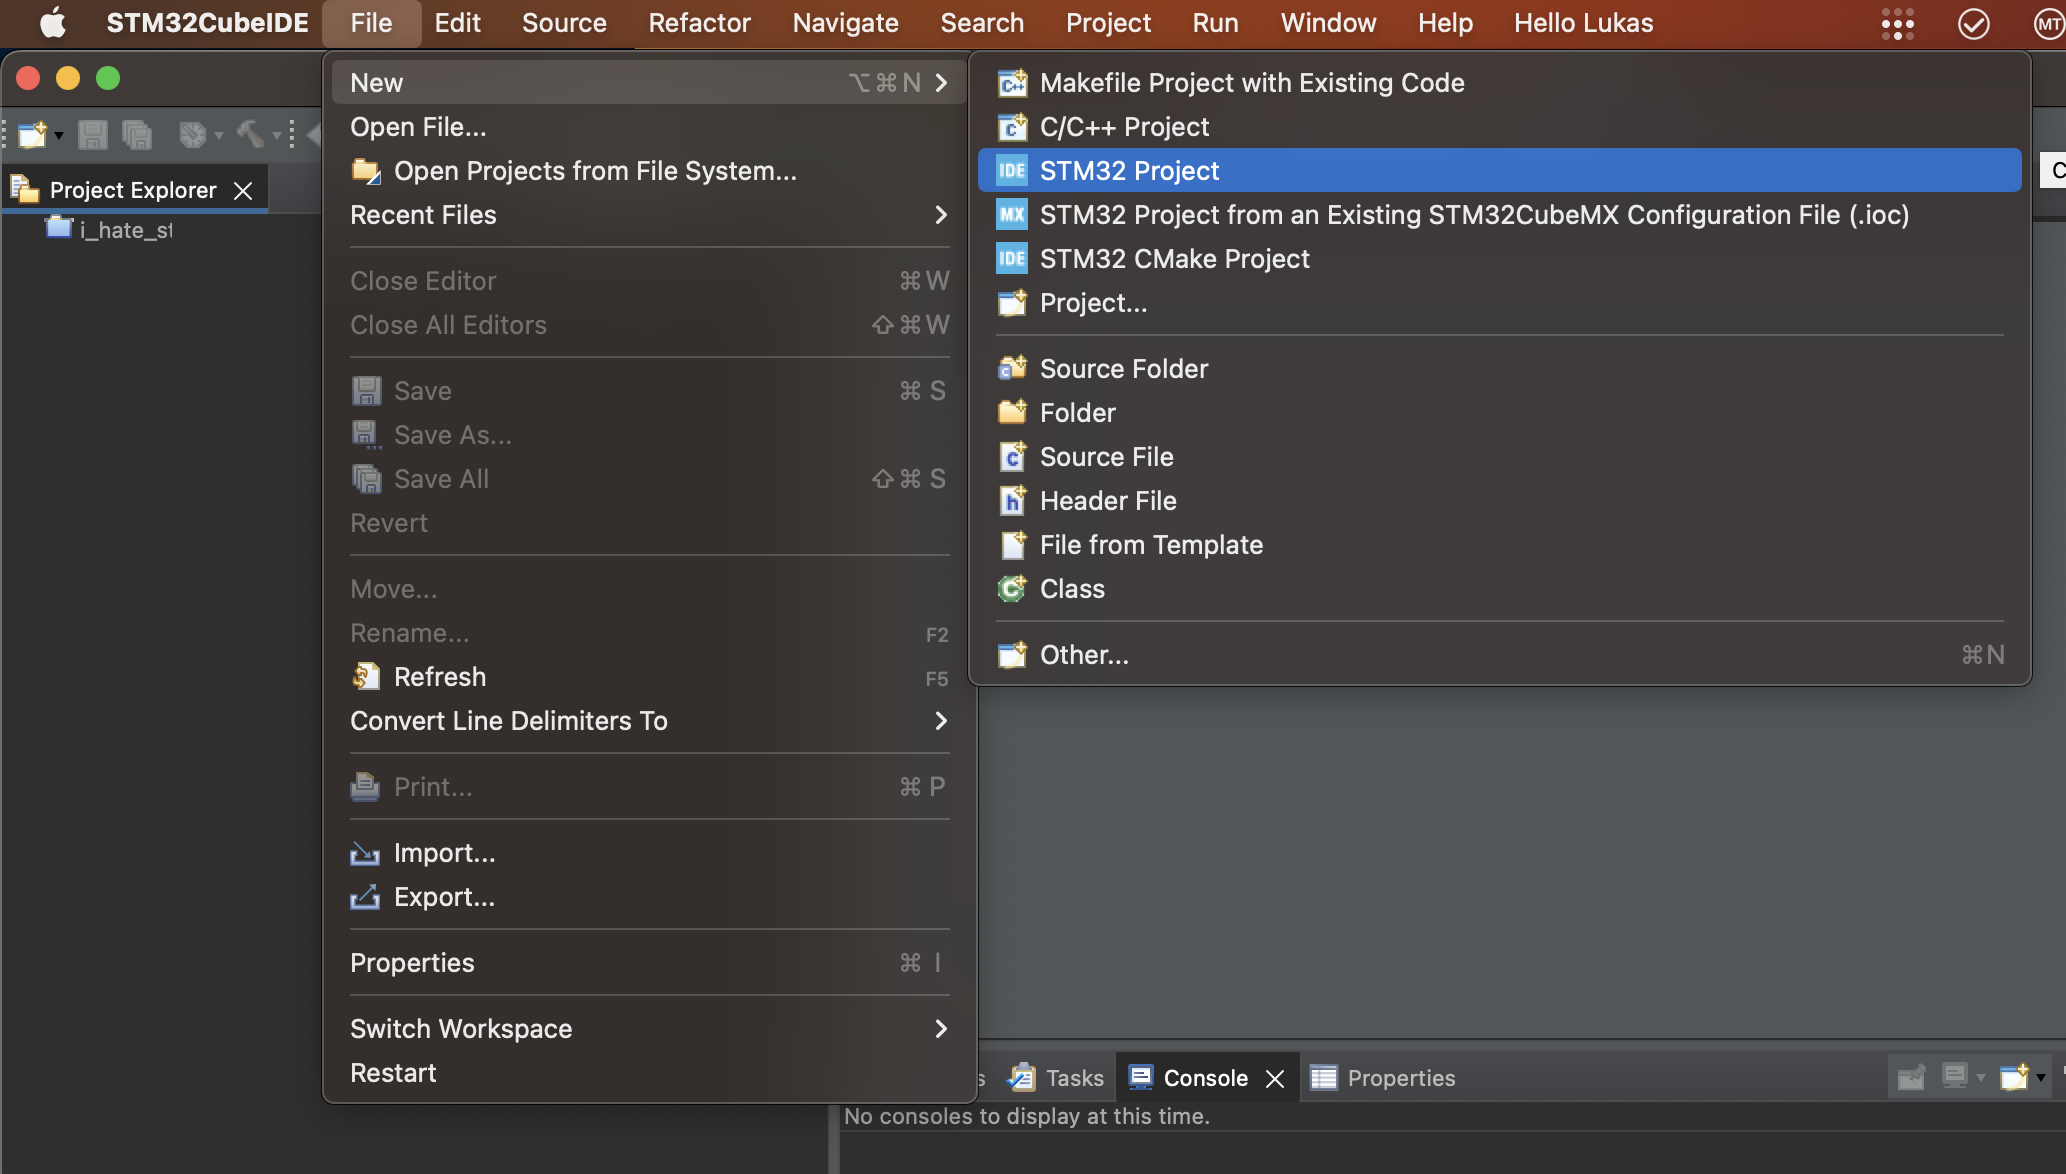 STM32CubeIDE File Edit Source Refactor Navigate Search Project Run Window Help Hello Lukas MT
New ⌥⌘N
Open File...
Open Projects from File System...
Recent Files
Close Editor ⌘W
Close All Editors ⇧⌘W
Save ⌘S
Save As...
Save All ⇧⌘S
Revert
Move...
Rename... F2
Refresh F5
Convert Line Delimiters To
Print... ⌘P
Import...
Export...
Properties ⌘I
Switch Workspace
Restart
C++ Makefile Project with Existing Code
C C/C++ Project
IDE STM32 Project
MX STM32 Project from an Existing STM32CubeMX Configuration File (.ioc)
IDE STM32 CMake Project
Project...
C Source Folder
Folder
c Source File
h Header File
File from Template
C Class
Other... ⌘N
Project Explorer
i_hate_st
Tasks Console Properties
No consoles to display at this time.